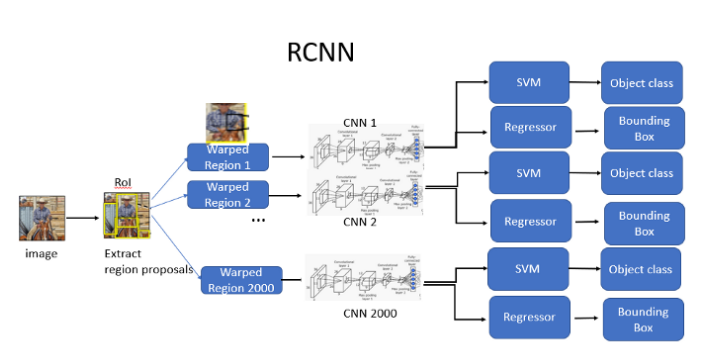 RCNN
SVM
Object class
CNN 1
Regressor
Bounding
Box
Warped
Region 1
RoI
SVM
Object class
Warped
Region 2
...
CNN 2
Regressor
Bounding
Box
image
Extract
region proposals
Warped
Region 2000
SVM
Object class
CNN 2000
Regressor
Bounding
Box